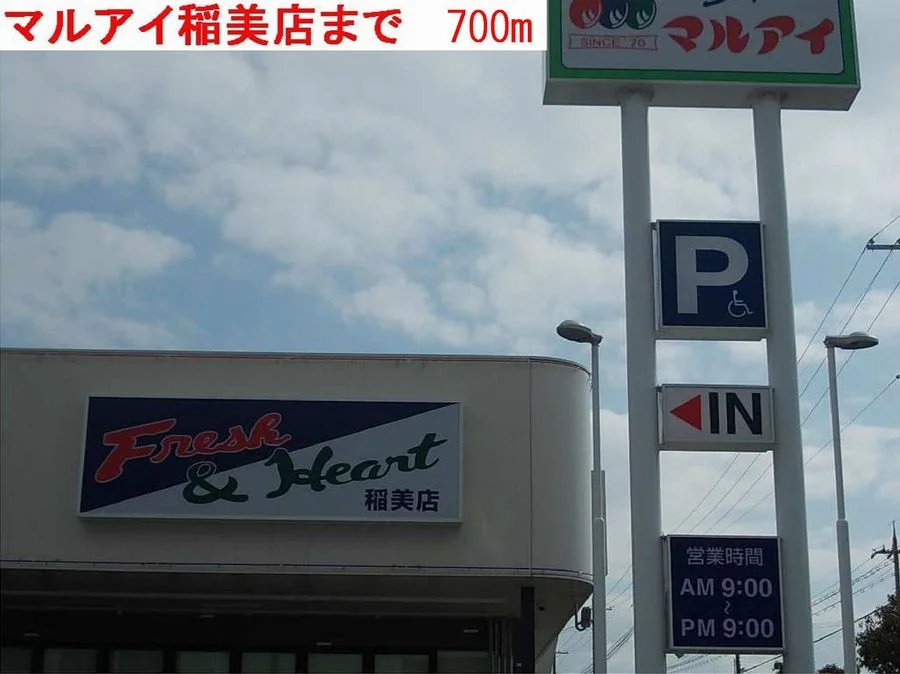 マルアイ稲美店まで 700m
SINCE '70
マルアイ
P
IN
Fresh
& Heart
稲美店
営業時間
AM 9:00
~
PM 9:00